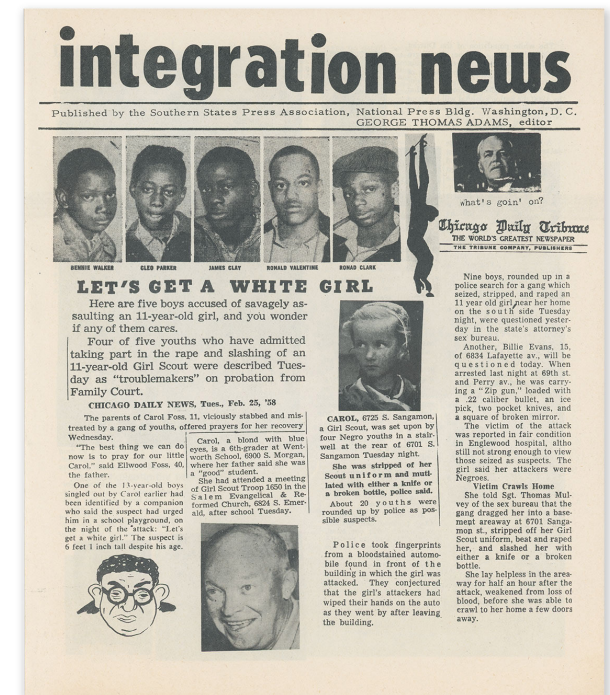 integration news
Published by the Southern States Press Association, National Press Bldg. Washington, D. C.
GEORGE THOMAS ADAMS, editor
BENNIE WALKER
CLEO PARKER
JAMES CLAY
RONALD VALENTINE
RONAD CLARK
what's goin' on?
Chicago Daily Tribune
THE WORLD'S GREATEST NEWSPAPER
THE TRIBUNE COMPANY, PUBLISHERS
LET'S GET A WHITE GIRL
Here are five boys accused of savagely as-
saulting an 11-year-old girl, and you wonder
if any of them cares.
Four of five youths who have admitted
taking part in the rape and slashing of an
11-year-old Girl Scout were described Tues-
day as "troublemakers" on probation from
Family Court.
CHICAGO DAILY NEWS, Tues., Feb. 25, '58
The parents of Carol Foss, 11, viciously stabbed and mis-
treated by a gang of youths, offered prayers for her recovery
Wednesday.
"The best thing we can do
now is to pray for our little
Carol." said Ellwood Foss, 40,
the father.
One of the 13-year-old boys
singled out by Carol earlier had
been identified by a companion
who said the suspect had urged
him in a school playground, on
the night of the attack: "Let's
get a white girl." The suspect is
6 feet 1 inch tall despite his age.
Carol, a blond with blue
eyes, is a 6th-grader at Went-
worth School, 6900 S. Morgan,
where her father said she was
a "good" student.
She had attended a meeting
of Girl Scout Troop 1650 in the
Salem Evangelical & Re-
formed Church, 6824 S. Emer-
ald, after school Tuesday.
CAROL, 6725 S. Sangamon,
a Girl Scout, was set upon by
four Negro youths in a stair-
well at the rear of 6701 S.
Sangamon Tuesday night.
She was stripped of her
Scout uniform and muti-
lated with either a knife or
a broken bottle, police said.
About 20 youths were
rounded up by police as pos-
sible suspects.
Police took fingerprints
from a bloodstained automo-
bile found in front of the
building in which the girl was
attacked. They conjectured
that the girl's attackers had
wiped their hands on the auto
as they went by after leaving
the building.
Nine boys, rounded up in a
police search for a gang which
seized, stripped, and raped an
11 year old girl near her home
on the south side Tuesday
night, were questioned yester-
day in the state's attorney's
sex bureau.
Another, Billie Evans, 15,
of 6834 Lafayette av., will be
questioned today. When
arrested last night at 69th st.
and Perry av., he was carry-
ing a "Zip gun," loaded with
a .22 caliber bullet, an ice
pick, two pocket knives, and
a square of broken mirror.
The victim of the attack
was reported in fair condition
in Englewood hospital, altho
still not strong enough to view
those seized as suspects. The
girl said her attackers were
Negroes.
Victim Crawls Home
She told Sgt. Thomas Mul-
vey of the sex bureau that the
gang dragged her into a base-
ment areaway at 6701 Sanga-
mon st., stripped off her Girl
Scout uniform, beat and raped
her, and slashed her with
either a knife or a broken
bottle.
She lay helpless in the area-
way for half an hour after the
attack, weakened from loss of
blood, before she was able to
crawl to her home a few doors
away.